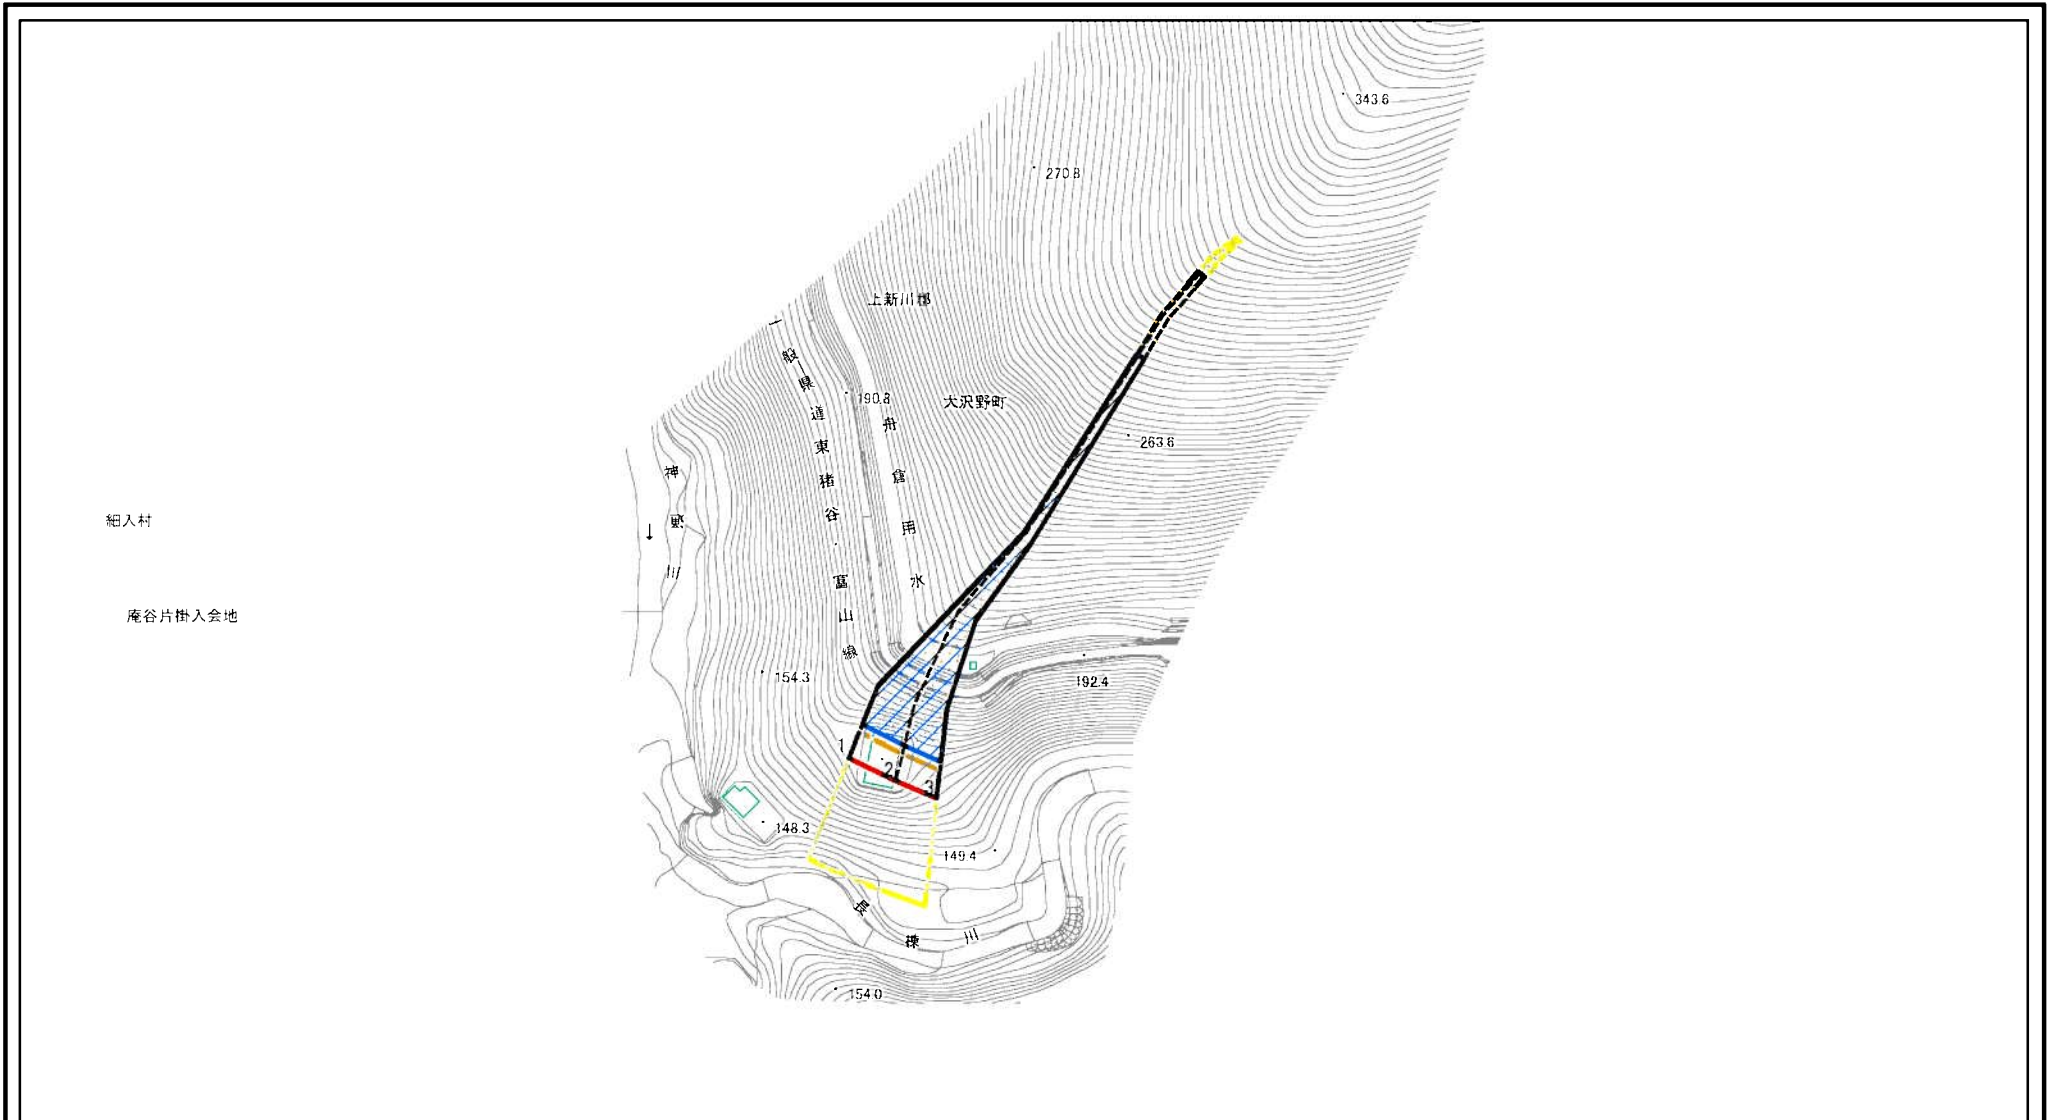 343.6
270.8
上新川郡
一般県道東猪谷・富山線
190.8
大沢野町
舟倉用水
263.6
神通川
細入村
庵谷片掛入会地
154.3
192.4
1
2
3
148.3
149.4
長棟川
154.0